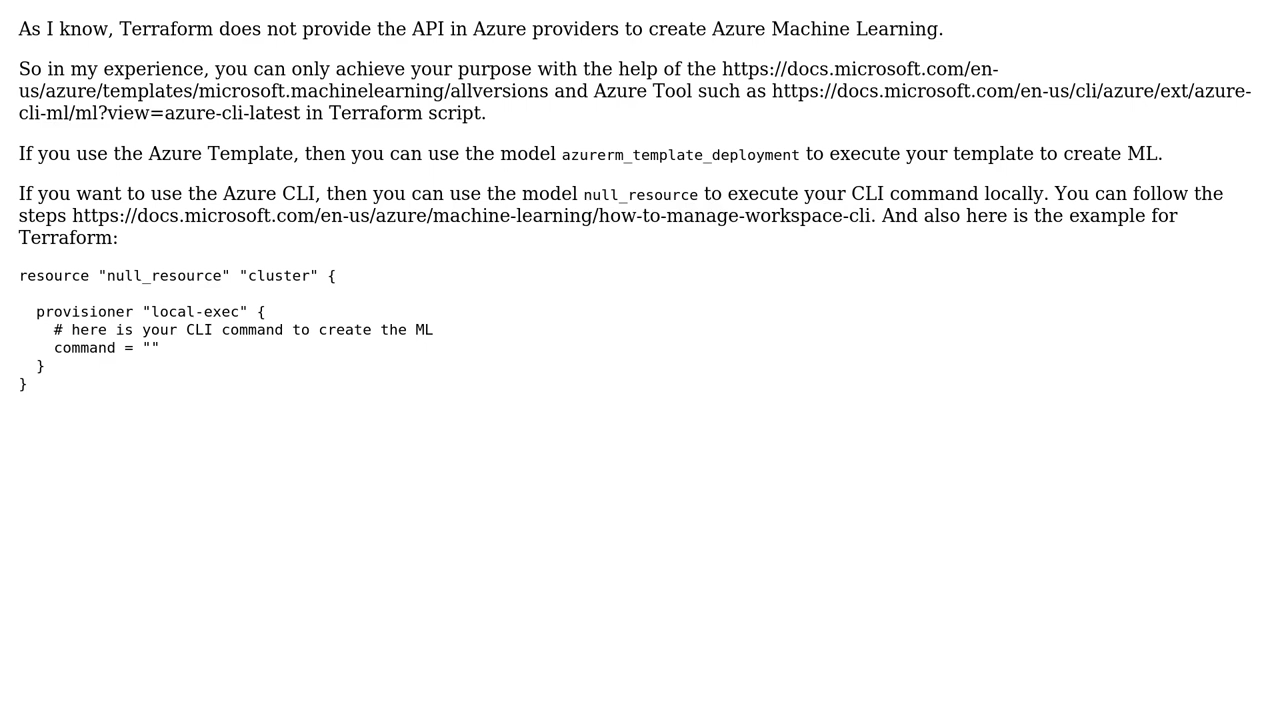 As I know, Terraform does not provide the API in Azure providers to create Azure Machine Learning.
So in my experience, you can only achieve your purpose with the help of the https://docs.microsoft.com/en-
us/azure/templates/microsoft.machinelearning/allversions and Azure Tool such as https://docs.microsoft.com/en-us/cli/azure/ext/azure-
cli-ml/ml?view=azure-cli-latest in Terraform script.
If you use the Azure Template, then you can use the model azurerm_template_deployment to execute your template to create ML.
If you want to use the Azure CLI, then you can use the model null_resource to execute your CLI command locally. You can follow the
steps https://docs.microsoft.com/en-us/azure/machine-learning/how-to-manage-workspace-cli. And also here is the example for
Terraform:
resource "null_resource" "cluster" {
  provisioner "local-exec" {
    # here is your CLI command to create the ML
    command = ""
  }
}